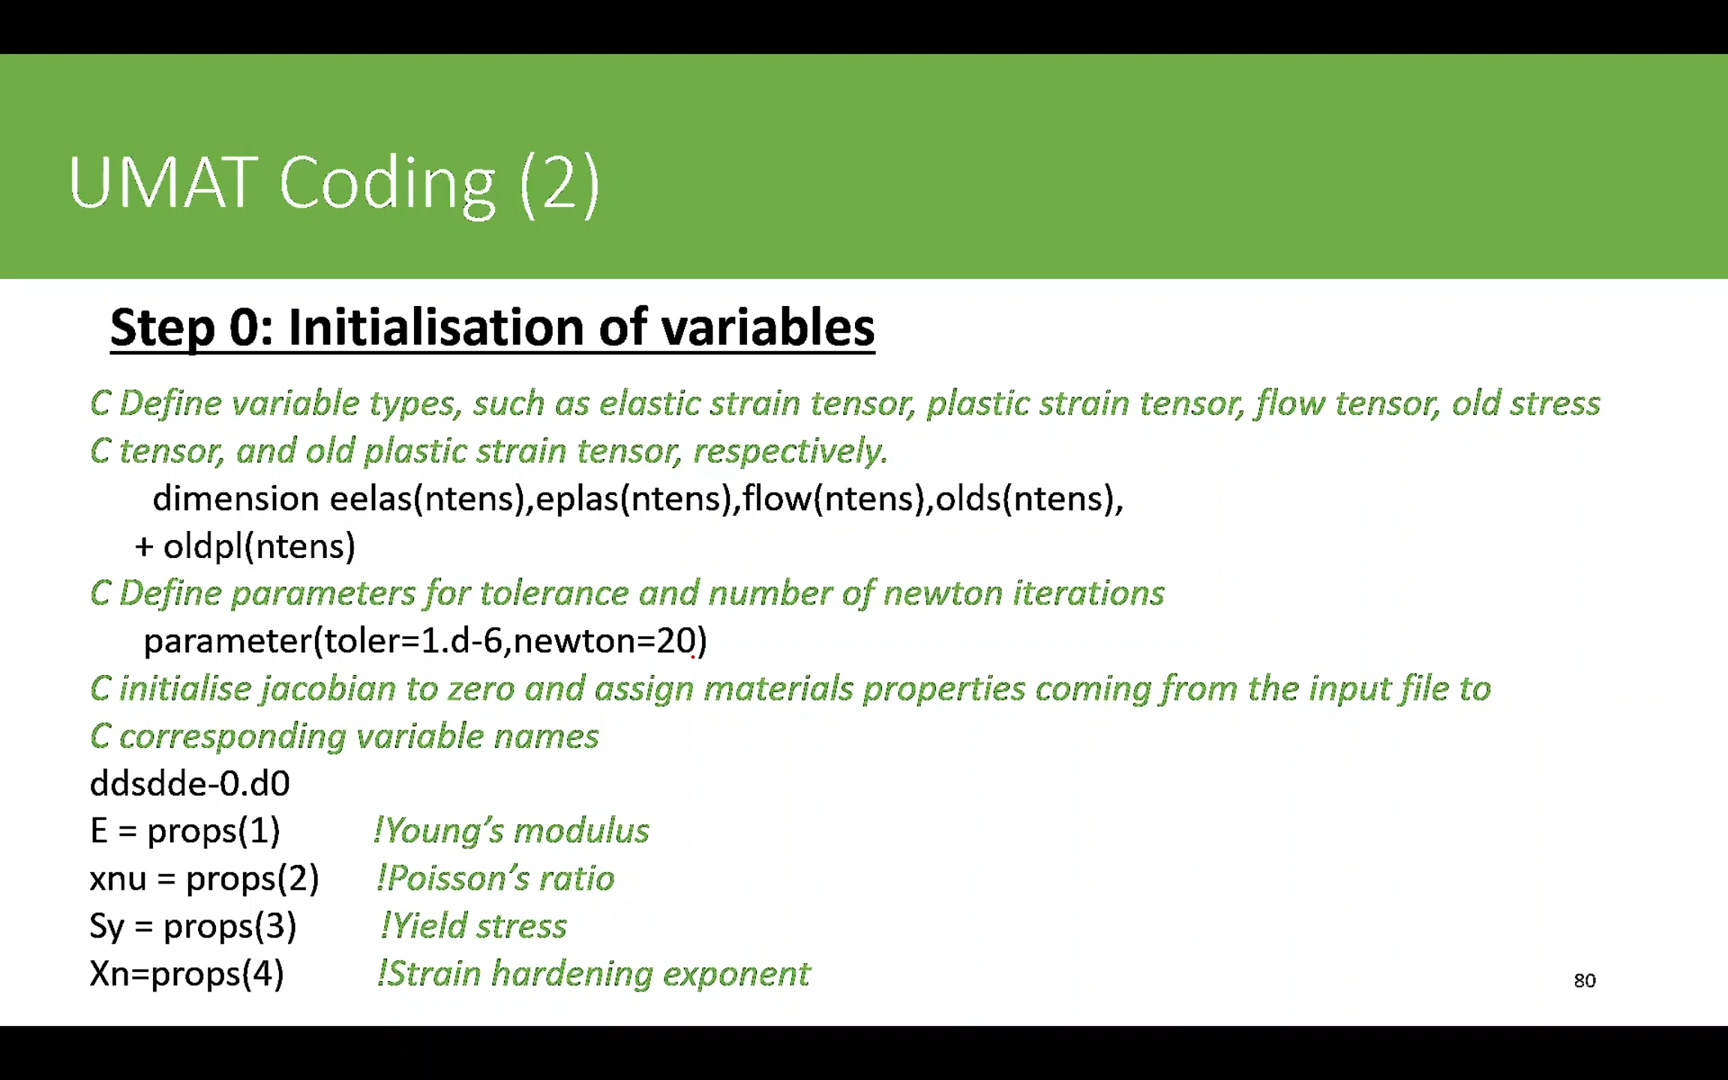 UMAT Coding (2)
Step 0: Initialisation of variables
C Define variable types, such as elastic strain tensor, plastic strain tensor, flow tensor, old stress
C tensor, and old plastic strain tensor, respectively.
dimension eelas(ntens),eplas(ntens),flow(ntens),olds(ntens),
+ oldpl(ntens)
C Define parameters for tolerance and number of newton iterations
parameter(toler=1.d-6,newton=20)
C initialise jacobian to zero and assign materials properties coming from the input file to
C corresponding variable names
ddsdde-0.d0
E = props(1) !Young’s modulus
xnu = props(2) !Poisson’s ratio
Sy = props(3) !Yield stress
Xn=props(4) !Strain hardening exponent
80